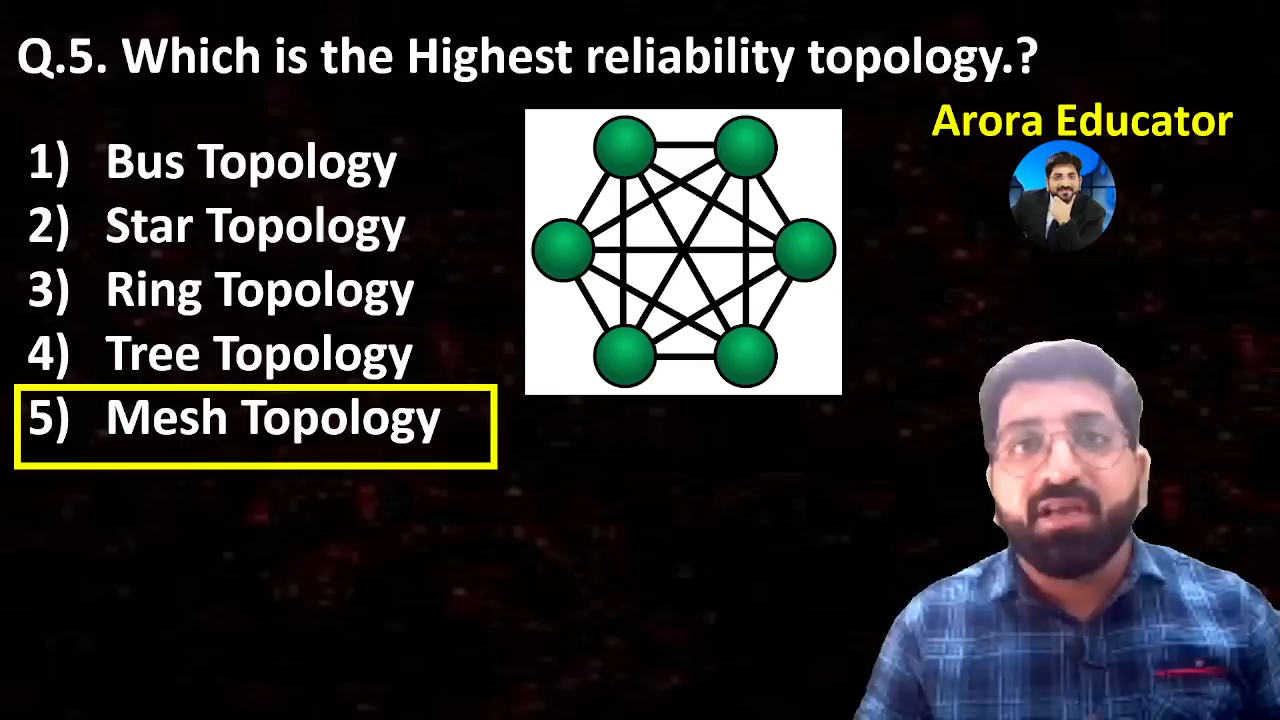 Q.5. Which is the Highest reliability topology.?
Arora Educator
1) Bus Topology
2) Star Topology
3) Ring Topology
4) Tree Topology
5) Mesh Topology